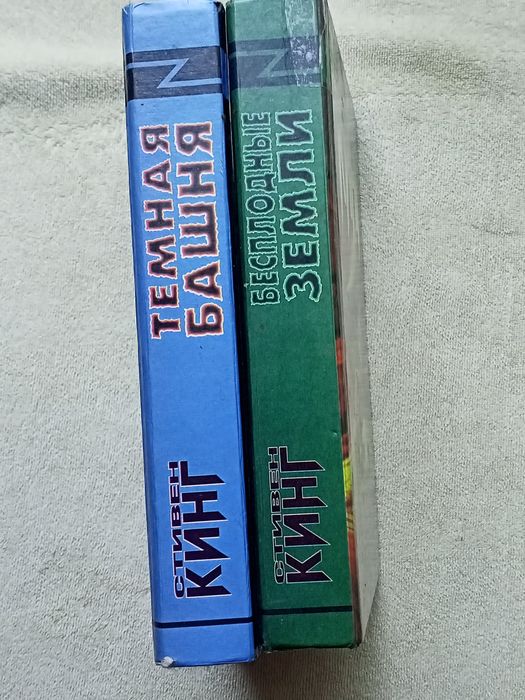 СТИВЕН
КИНГ
ТЕМНАЯ
БАШНЯ
СТИВЕН
КИНГ
БЕСПЛОДНЫЕ
ЗЕМЛИ